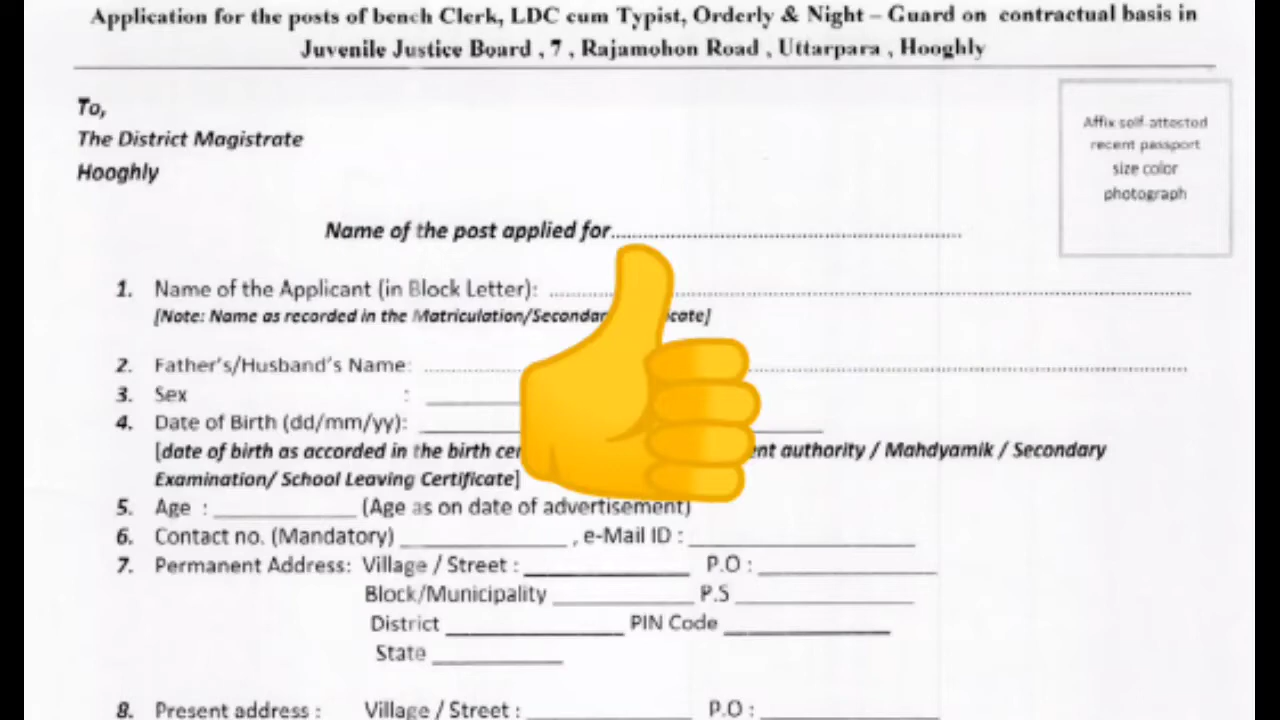 Application for the posts of bench Clerk, LDC cum Typist, Orderly & Night – Guard on contractual basis in
Juvenile Justice Board , 7 , Rajamohon Road , Uttarpara , Hooghly
To,
The District Magistrate
Hooghly
Affix self-attested
recent passport
size color
photograph
Name of the post applied for
1. Name of the Applicant (in Block Letter):
[Note: Name as recorded in the Matriculation/
2. Father's/Husband's Name:
3. Sex :
4. Date of Birth (dd/mm/yy):
[date of birth as accorded in the birth authority / Mahdyamik / Secondary
Examination/ School Leaving Certificate]
5. Age : (Age as on date of advertisement)
6. Contact no. (Mandatory) , e-Mail ID :
7. Permanent Address: Village / Street : P.O :
Block/Municipality P.S
District PIN Code
State
8. Present address : Village / Street : P.O :